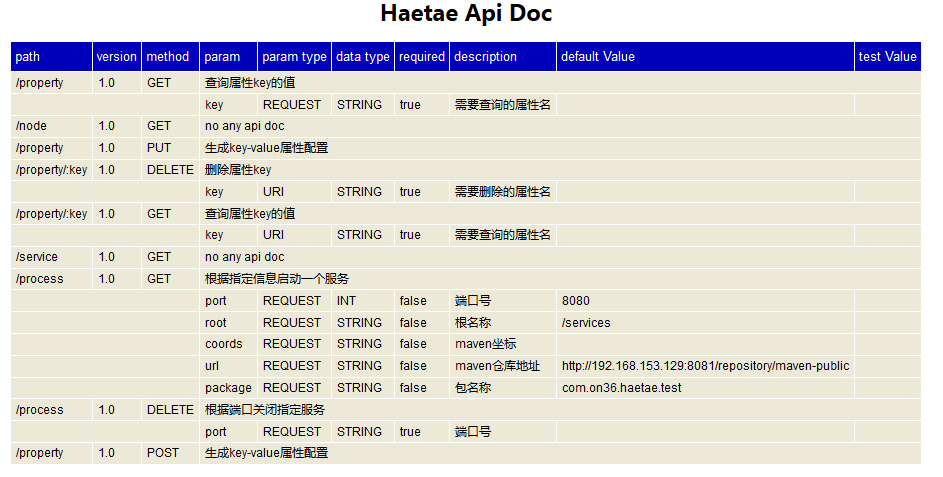 Haetae Api Doc
path version method param param type data type required description default Value test Value
/property 1.0 GET 查询属性key的值
key REQUEST STRING true 需要查询的属性名
/node 1.0 GET no any api doc
/property 1.0 PUT 生成key-value属性配置
/property/:key 1.0 DELETE 删除属性key
key URI STRING true 需要删除的属性名
/property/:key 1.0 GET 查询属性key的值
key URI STRING true 需要查询的属性名
/service 1.0 GET no any api doc
/process 1.0 GET 根据指定信息启动一个服务
port REQUEST INT false 端口号 8080
root REQUEST STRING false 根名称 /services
coords REQUEST STRING false maven坐标
url REQUEST STRING false maven仓库地址 http://192.168.153.129:8081/repository/maven-public
package REQUEST STRING false 包名称 com.on36.haetae.test
/process 1.0 DELETE 根据端口关闭指定服务
port REQUEST STRING true 端口号
/property 1.0 POST 生成key-value属性配置